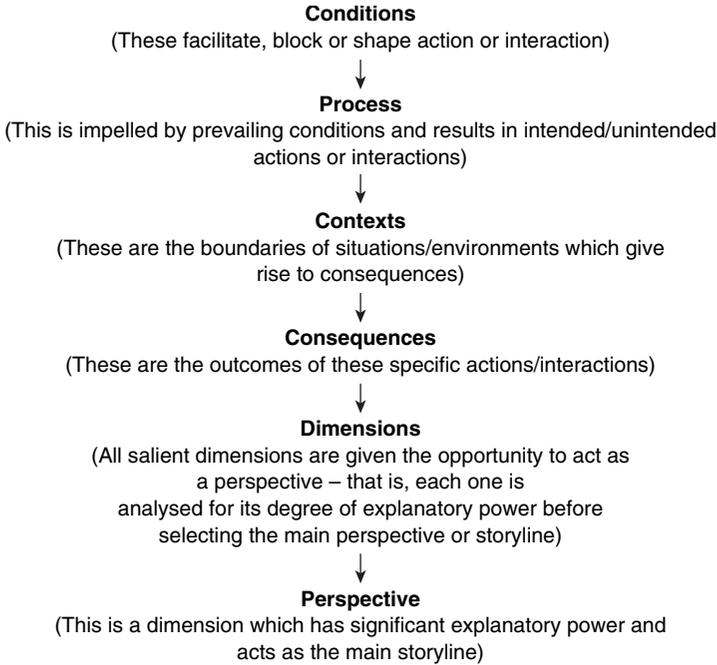 Conditions
(These facilitate, block or shape action or interaction)
Process
(This is impelled by prevailing conditions and results in intended/unintended
actions or interactions)
Contexts
(These are the boundaries of situations/environments which give
rise to consequences)
Consequences
(These are the outcomes of these specific actions/interactions)
Dimensions
(All salient dimensions are given the opportunity to act as
a perspective – that is, each one is
analysed for its degree of explanatory power before
selecting the main perspective or storyline)
Perspective
(This is a dimension which has significant explanatory power and
acts as the main storyline)